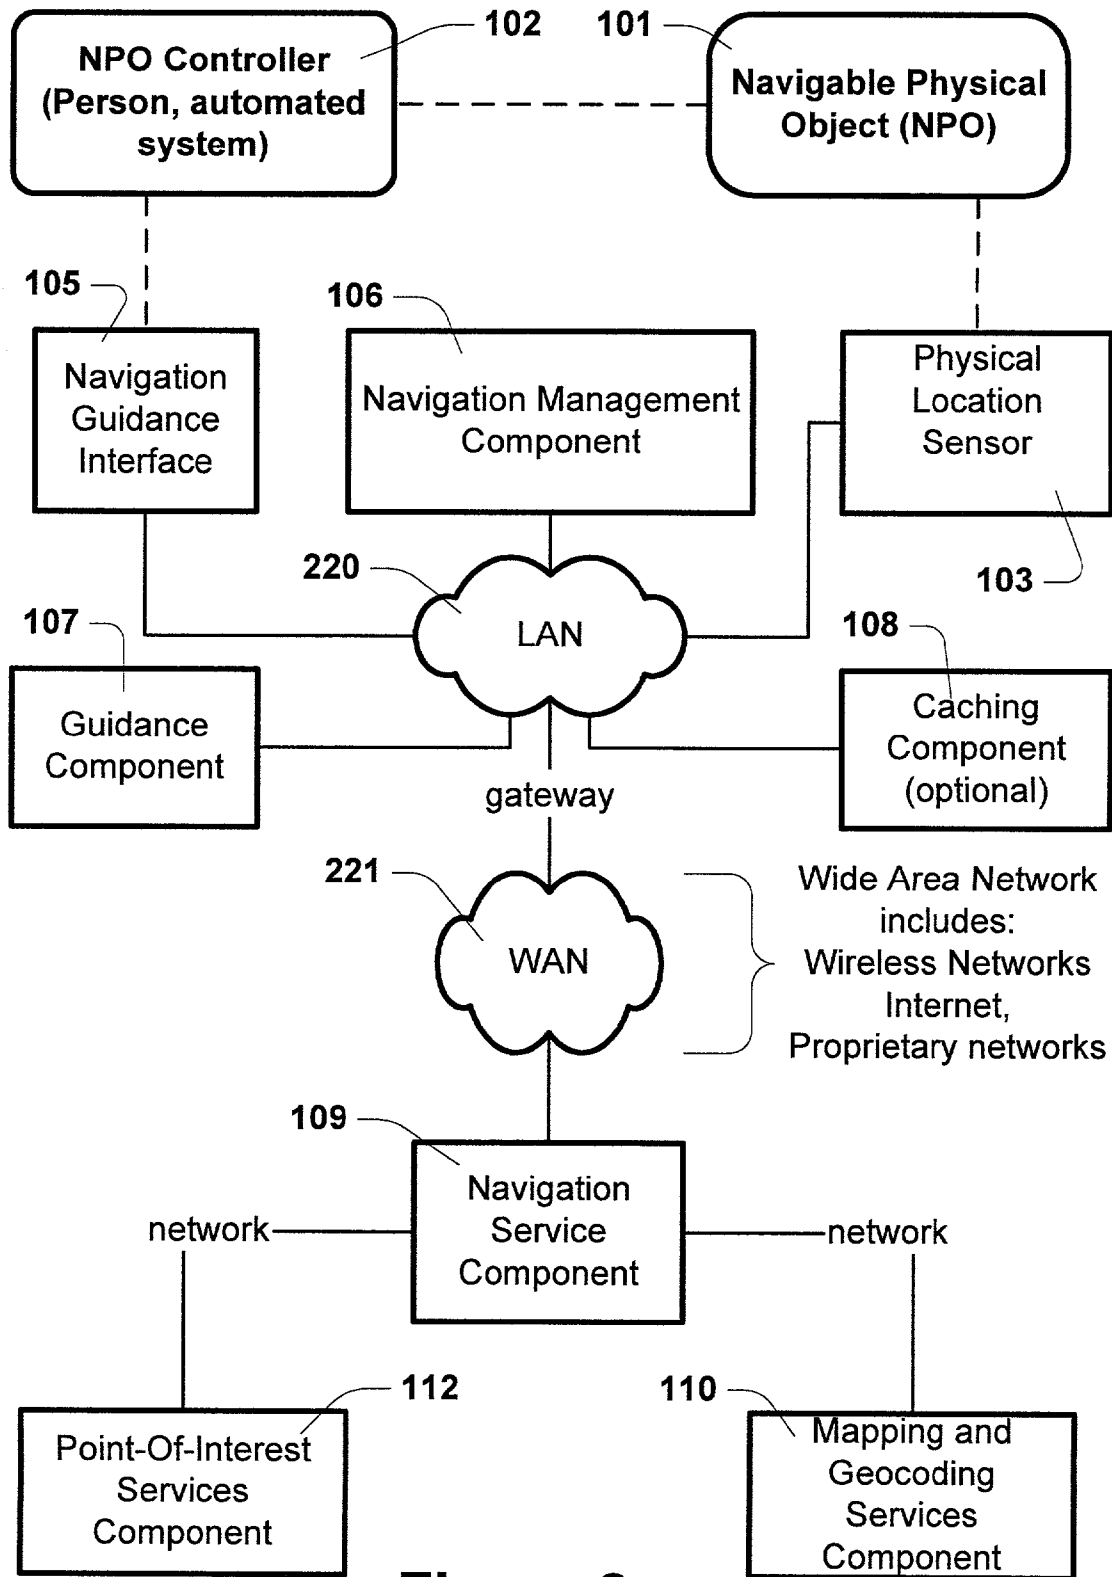 102
101
NPO Controller
(Person, automated
system)
Navigable Physical
Object (NPO)
105
106
Navigation
Guidance
Interface
Navigation Management
Component
Physical
Location
Sensor
103
220
LAN
107
108
Guidance
Component
Caching
Component
(optional)
gateway
221
WAN
Wide Area Network
includes:
Wireless Networks
Internet,
Proprietary networks
109
Navigation
Service
Component
network
network
112
110
Point-Of-Interest
Services
Component
Mapping and
Geocoding
Services
Component